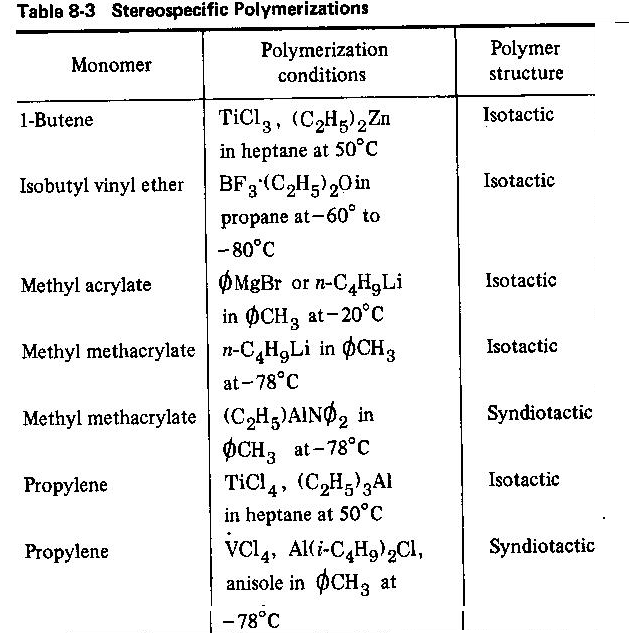 Table 8-3 Stereospecific Polymerizations
Monomer
Polymerization
conditions
Polymer
structure
1-Butene
TiCl₃, (C₂H₅)₂Zn
in heptane at 50°C
Isotactic
Isobutyl vinyl ether
BF₃·(C₂H₅)₂O in
propane at −60° to
−80°C
Isotactic
Methyl acrylate
ϕMgBr or n-C₄H₉Li
in ϕCH₃ at −20°C
Isotactic
Methyl methacrylate
n-C₄H₉Li in ϕCH₃
at −78°C
Isotactic
Methyl methacrylate
(C₂H₅)AlNϕ₂ in
ϕCH₃ at −78°C
Syndiotactic
Propylene
TiCl₄, (C₂H₅)₃Al
in heptane at 50°C
Isotactic
Propylene
VCl₄, Al(i-C₄H₉)₂Cl,
anisole in ϕCH₃ at
−78°C
Syndiotactic